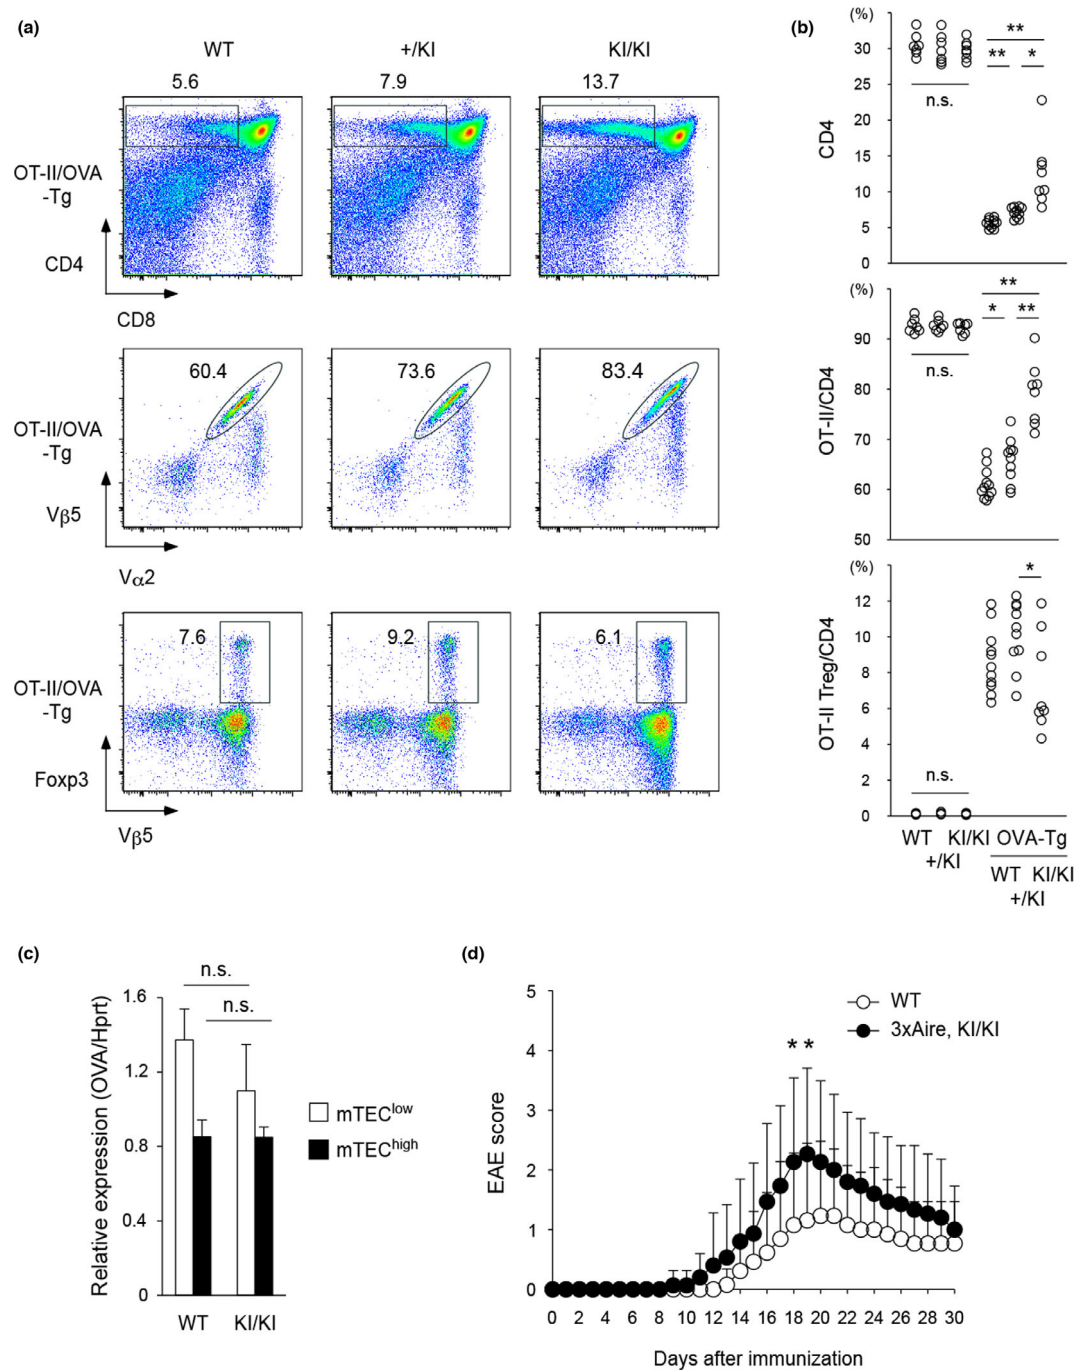 (a)
WT
+/KI
KI/KI
5.6
7.9
13.7
OT-II/OVA
-Tg
CD4
CD8
60.4
73.6
83.4
OT-II/OVA
-Tg
Vβ5
Vα2
7.6
9.2
6.1
OT-II/OVA
-Tg
Foxp3
Vβ5
(b)
(%)
35
30
25
20
15
10
5
0
CD4
n.s.
**
**
*
(%)
90
80
70
60
50
OT-II/CD4
n.s.
**
*
**
(%)
12
10
8
6
4
2
0
OT-II Treg/CD4
n.s.
*
WT
KI/KI
+/KI
OVA-Tg
WT
KI/KI
+/KI
(c)
n.s.
n.s.
1.6
1.2
0.8
0.4
0
Relative expression (OVA/Hprt)
WT
KI/KI
mTEClow
mTEChigh
(d)
WT
3xAire, KI/KI
* *
5
4
3
2
1
0
EAE score
0 2 4 6 8 10 12 14 16 18 20 22 24 26 28 30
Days after immunization